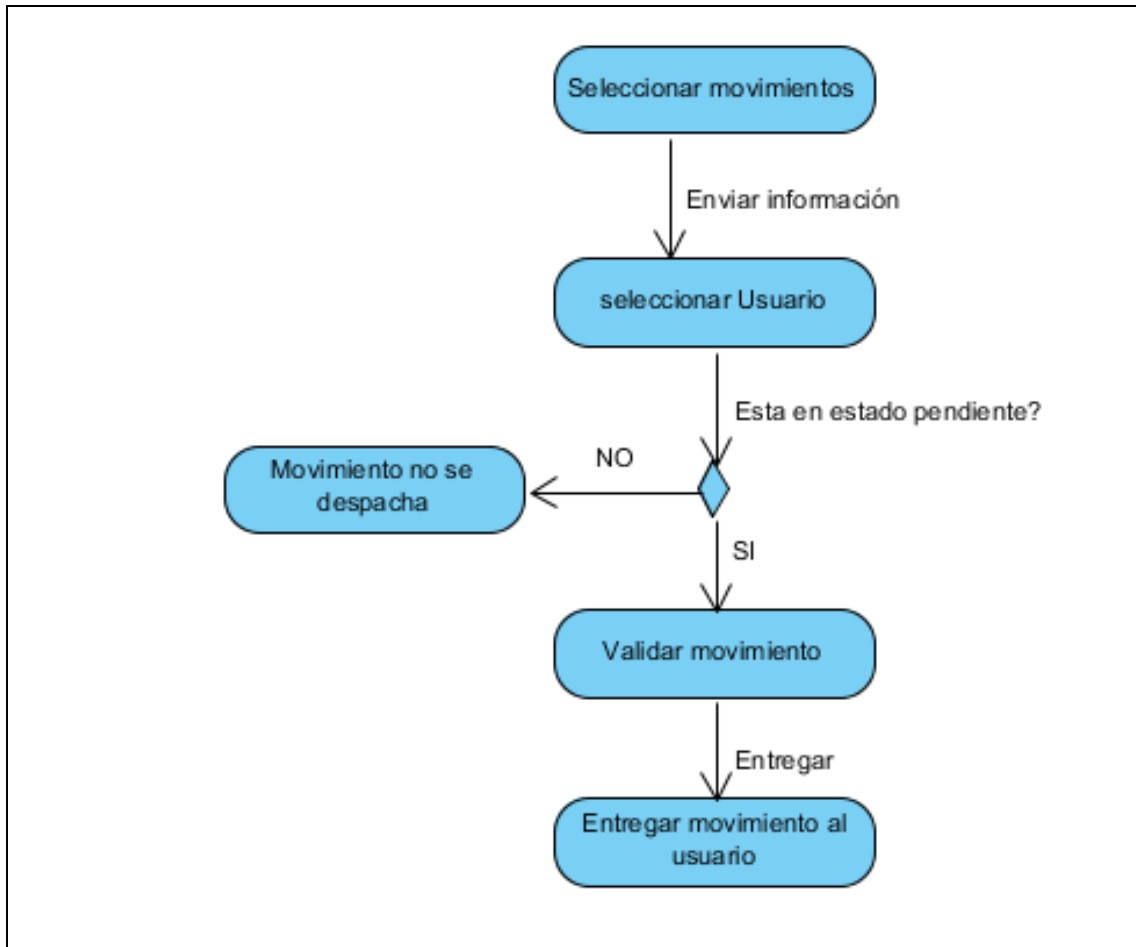 Seleccionar movimientos
Enviar información
seleccionar Usuario
Esta en estado pendiente?
NO
Movimiento no se
despacha
SI
Validar movimiento
Entregar
Entregar movimiento al
usuario